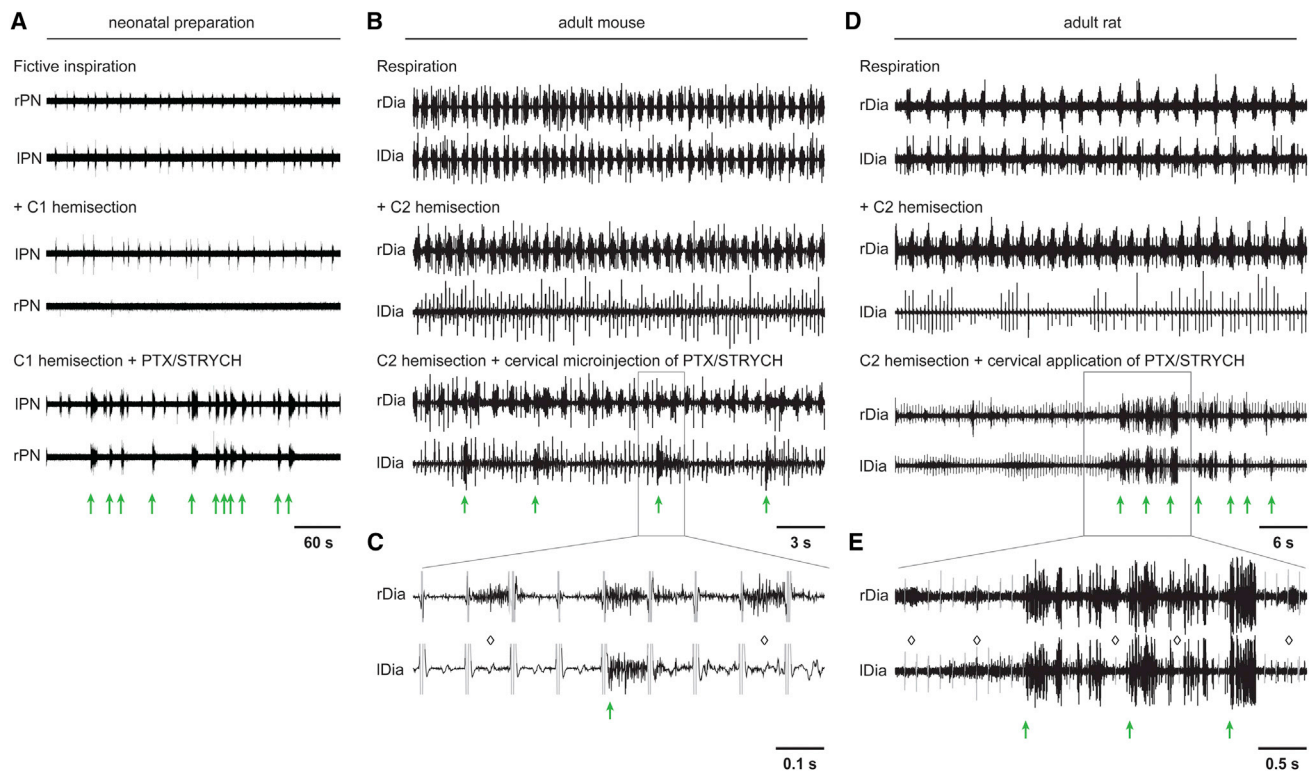 A
neonatal preparation
Fictive inspiration
rPN
lPN
+ C1 hemisection
lPN
rPN
C1 hemisection + PTX/STRYCH
lPN
rPN
60 s
B
adult mouse
Respiration
rDia
lDia
+ C2 hemisection
rDia
lDia
C2 hemisection + cervical microinjection of PTX/STRYCH
rDia
lDia
3 s
C
rDia
lDia
0.1 s
D
adult rat
Respiration
rDia
lDia
+ C2 hemisection
rDia
lDia
C2 hemisection + cervical application of PTX/STRYCH
rDia
lDia
6 s
E
rDia
lDia
0.5 s